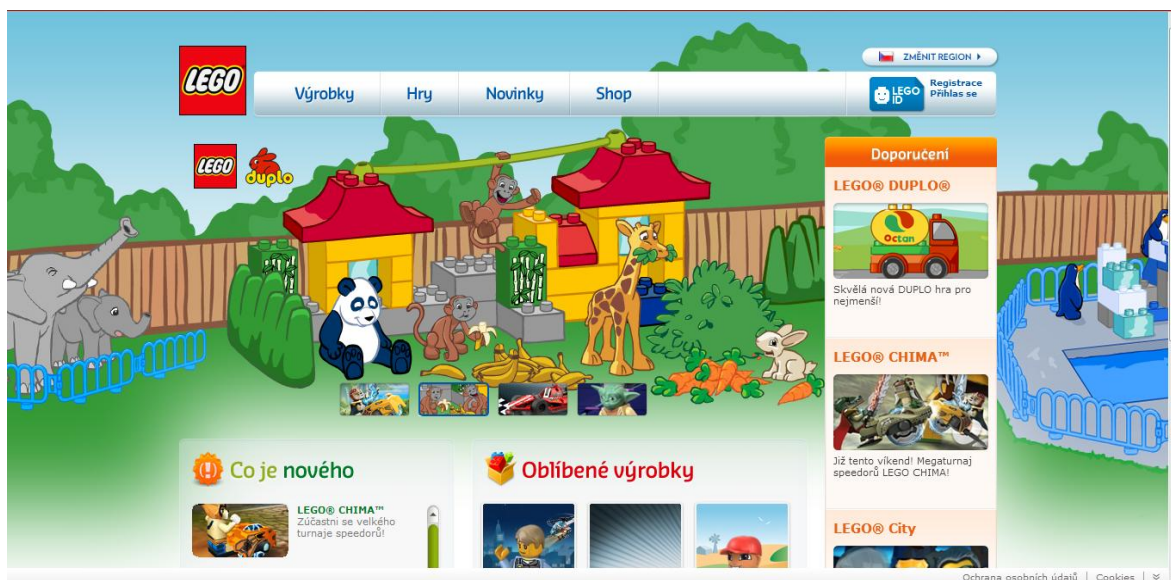 LEGO
ZMĚNIT REGION
Výrobky
Hry
Novinky
Shop
LEGO ID
Registrace
Přihlas se
LEGO
duplo
Doporučení
LEGO® DUPLO®
Octan
Skvělá nová DUPLO hra pro
nejmenší!
LEGO® CHIMA™
Již tento víkend! Megaturnaj
speedorů LEGO CHIMA!
LEGO® City
Co je nového
LEGO® CHIMA™
Zúčastni se velkého
turnaje speedorů!
Oblíbené výrobky
Ochrana osobních údajů | Cookies |